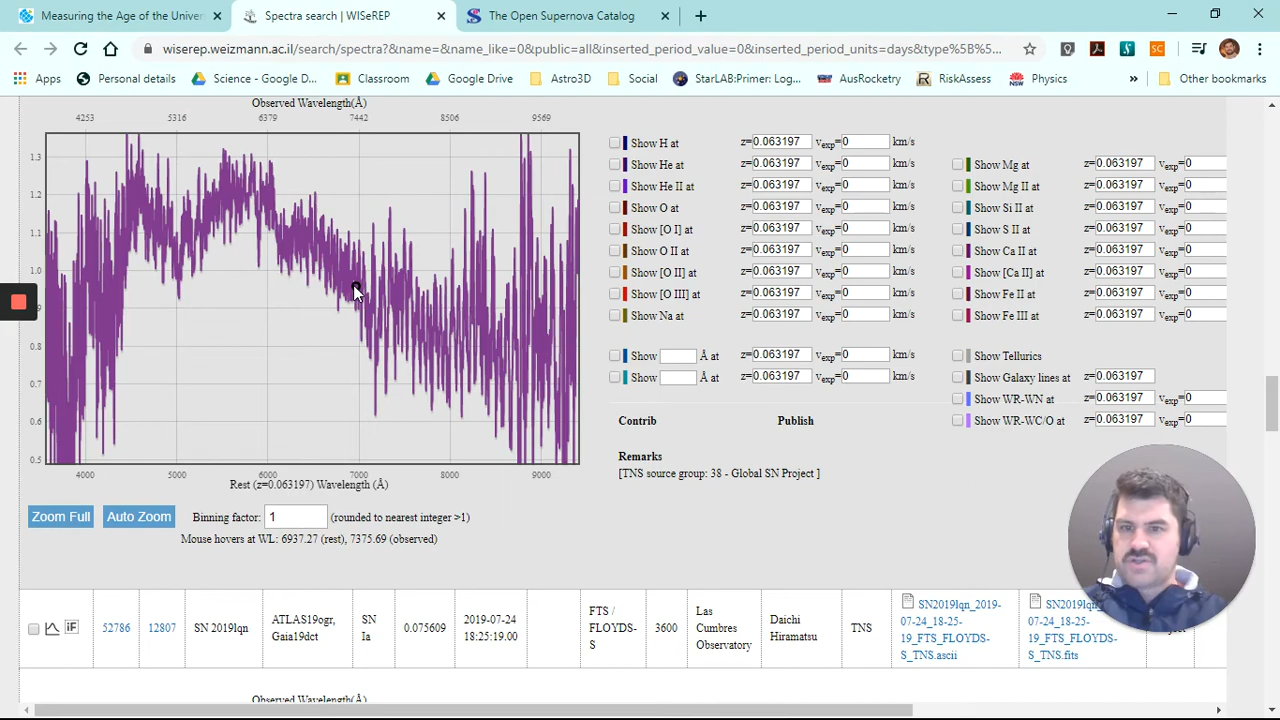 Measuring the Age of the Univer
Spectra search | WISeREP
The Open Supernova Catalog
wiserep.weizmann.ac.il/search/spectra?&name=&name_like=0&public=all&inserted_period_value=0&inserted_period_units=days&type%5B%5...
Apps Personal details Science - Google D... Classroom Google Drive Astro3D Social StarLAB:Primer: Log... AusRocketry RiskAssess Physics » Other bookmarks
Observed Wavelength(Å)
4253 5316 6379 7442 8506 9569
1.3
1.2
1.1
1.0
0.8
0.7
0.6
0.5
4000 5000 6000 7000 8000 9000
Rest (z=0.063197) Wavelength (Å)
Zoom Full Auto Zoom Binning factor: 1 (rounded to nearest integer >1)
Mouse hovers at WL: 6937.27 (rest), 7375.69 (observed)
Show H at z=0.063197 vexp=0 km/s
Show He at z=0.063197 vexp=0 km/s Show Mg at z=0.063197 vexp=0
Show He II at z=0.063197 vexp=0 km/s Show Mg II at z=0.063197 vexp=0
Show O at z=0.063197 vexp=0 km/s Show Si II at z=0.063197 vexp=0
Show [O I] at z=0.063197 vexp=0 km/s Show S II at z=0.063197 vexp=0
Show O II at z=0.063197 vexp=0 km/s Show Ca II at z=0.063197 vexp=0
Show [O II] at z=0.063197 vexp=0 km/s Show [Ca II] at z=0.063197 vexp=0
Show [O III] at z=0.063197 vexp=0 km/s Show Fe II at z=0.063197 vexp=0
Show Na at z=0.063197 vexp=0 km/s Show Fe III at z=0.063197 vexp=0
Show Å at z=0.063197 vexp=0 km/s Show Tellurics
Show Å at z=0.063197 vexp=0 km/s Show Galaxy lines at z=0.063197
Show WR-WN at z=0.063197 vexp=0
Show WR-WC/O at z=0.063197 vexp=0
Contrib Publish
Remarks
[TNS source group: 38 - Global SN Project ]
iF 52786 12807 SN 2019lqn
ATLAS19ogr,
Gaia19dct
SN
Ia
0.075609
2019-07-24
18:25:19.00
FTS /
FLOYDS-
S
3600
Las
Cumbres
Observatory
Daichi
Hiramatsu
TNS
SN2019lqn_2019-
07-24_18-25-
19_FTS_FLOYDS-
S_TNS.ascii
07-24_18-25-
19_FTS_FLOYDS-
S_TNS.fits
Observed Wavelength(Å)